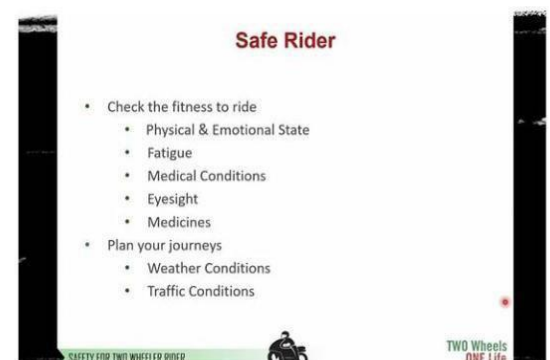 Safe Rider
• Check the fitness to ride
• Physical & Emotional State
• Fatigue
• Medical Conditions
• Eyesight
• Medicines
• Plan your journeys
• Weather Conditions
• Traffic Conditions
SAFETY FOR TWO WHEELER RIDER
TWO Wheels
ONE Life